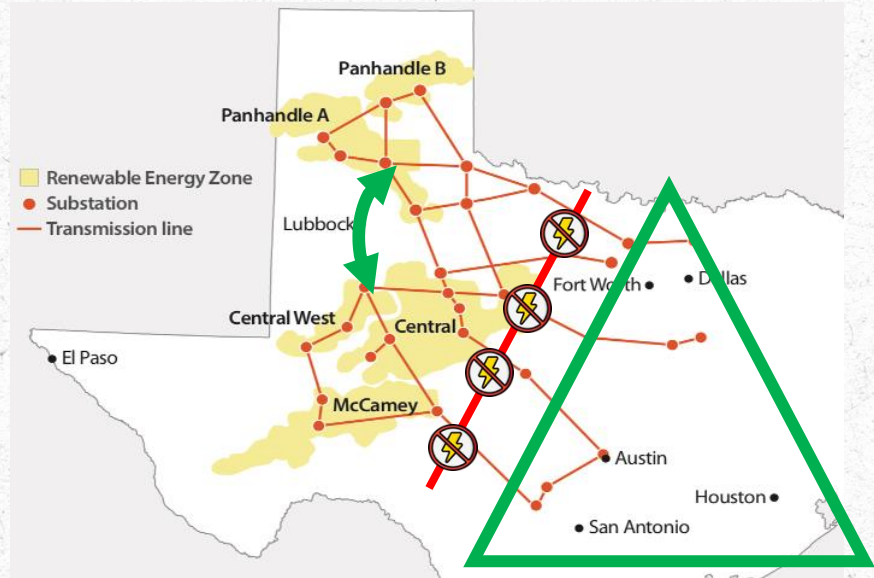 Panhandle B
Panhandle A
Renewable Energy Zone
Substation
Transmission line
Lubbock
Fort Worth
Dallas
Central West
Central
El Paso
McCamey
Austin
Houston
San Antonio